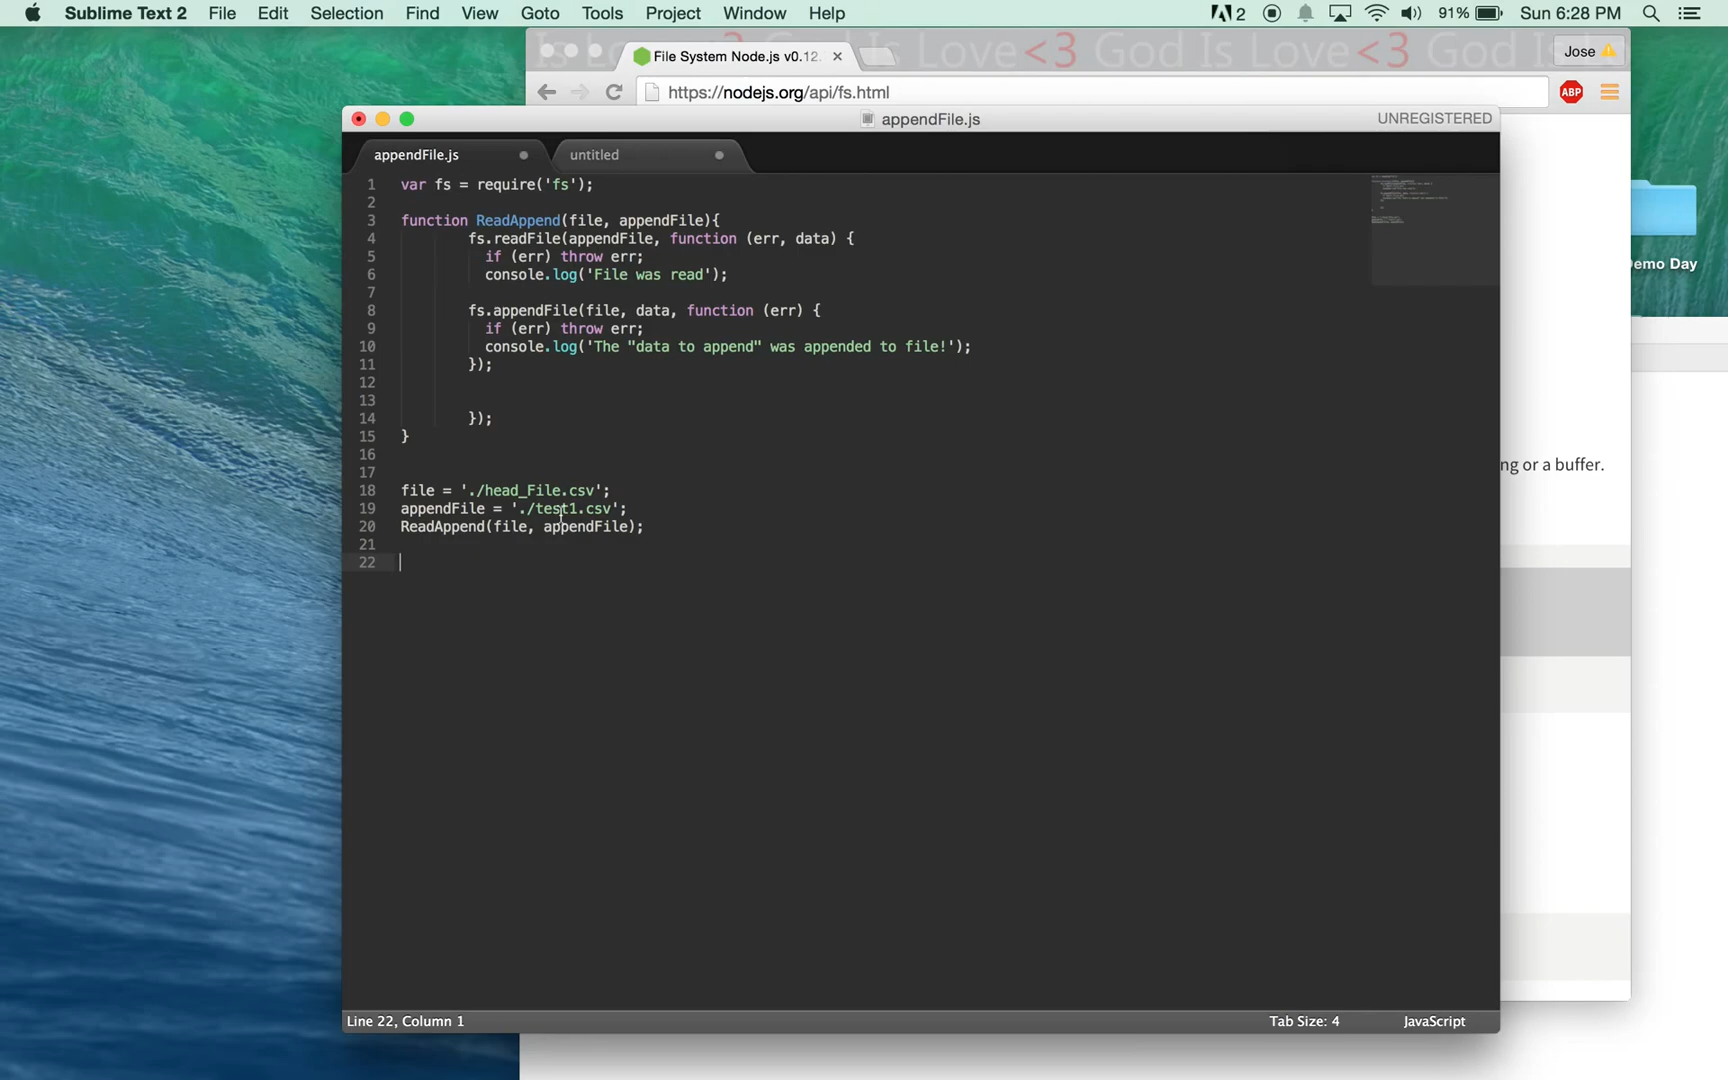 Sublime Text 2 File Edit Selection Find View Goto Tools Project Window Help 2 91% Sun 6:28 PM
Is Love <3 God Is Love <3 God Is
File System Node.js v0.12. Jose
https://nodejs.org/api/fs.html ABP
appendFile.js UNREGISTERED
appendFile.js untitled
1 var fs = require('fs');
2
3 function ReadAppend(file, appendFile){
4 fs.readFile(appendFile, function (err, data) {
5 if (err) throw err;
6 console.log('File was read');
7
8 fs.appendFile(file, data, function (err) {
9 if (err) throw err;
10 console.log('The "data to append" was appended to file!');
11 });
12
13
14 });
15 }
16
17
18 file = './head_File.csv';
19 appendFile = './test1.csv';
20 ReadAppend(file, appendFile);
21
22
Demo Day
ng or a buffer.
Line 22, Column 1 Tab Size: 4 JavaScript